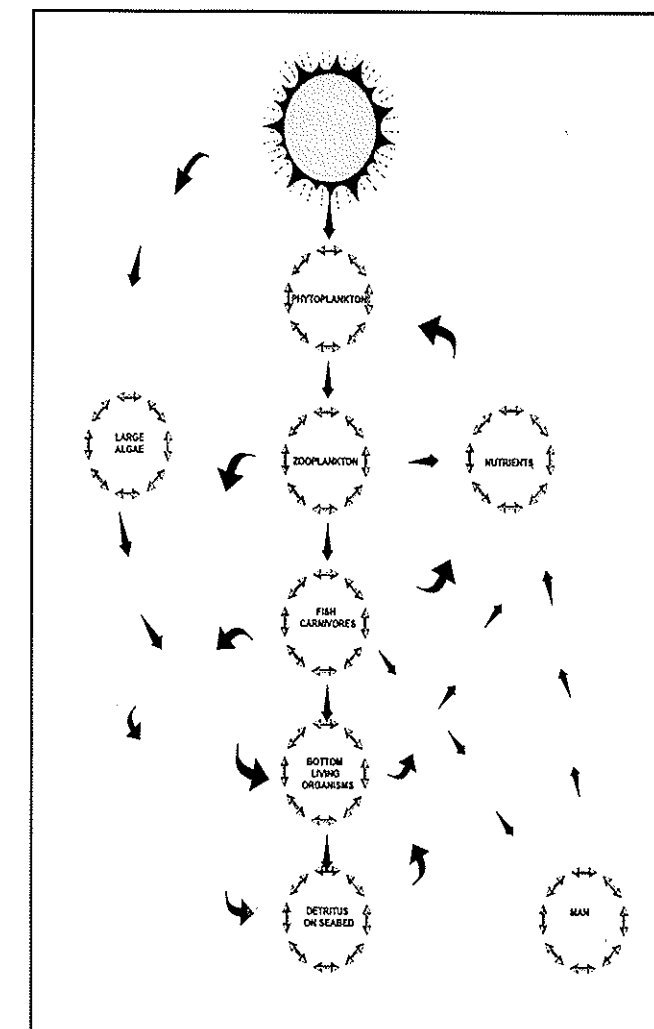 PHYTOPLANKTON
LARGE
ALGAE
ZOOPLANKTON
NUTRIENTS
FISH
CARNIVORES
BOTTOM
LIVING
ORGANISMS
DETRITUS
ON SEABED
MAN